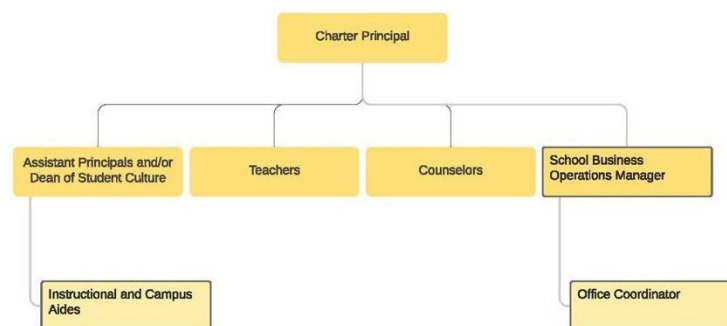 Charter Principal
Assistant Principals and/or
Dean of Student Culture
Teachers
Counselors
School Business
Operations Manager
Instructional and Campus
Aides
Office Coordinator